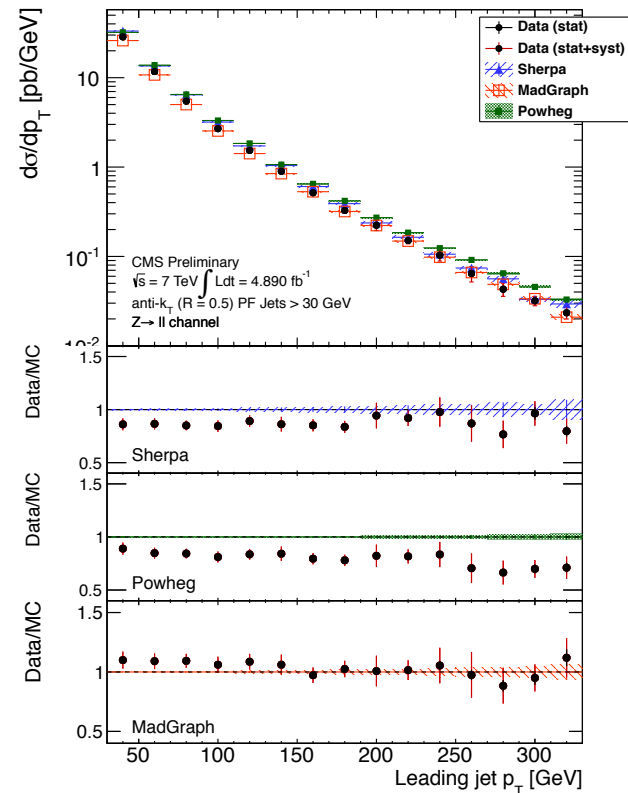 dσ/dp_T [pb/GeV]
10
1
10⁻¹
10⁻²
Data (stat)
Data (stat+syst)
Sherpa
MadGraph
Powheg
CMS Preliminary
√s = 7 TeV ∫ Ldt = 4.890 fb⁻¹
anti-k_T (R = 0.5) PF Jets > 30 GeV
Z→ ll channel
Data/MC
1.5
1
0.5
Sherpa
Data/MC
1.5
1
0.5
Powheg
Data/MC
1.5
1
0.5
MadGraph
50 100 150 200 250 300
Leading jet p_T [GeV]